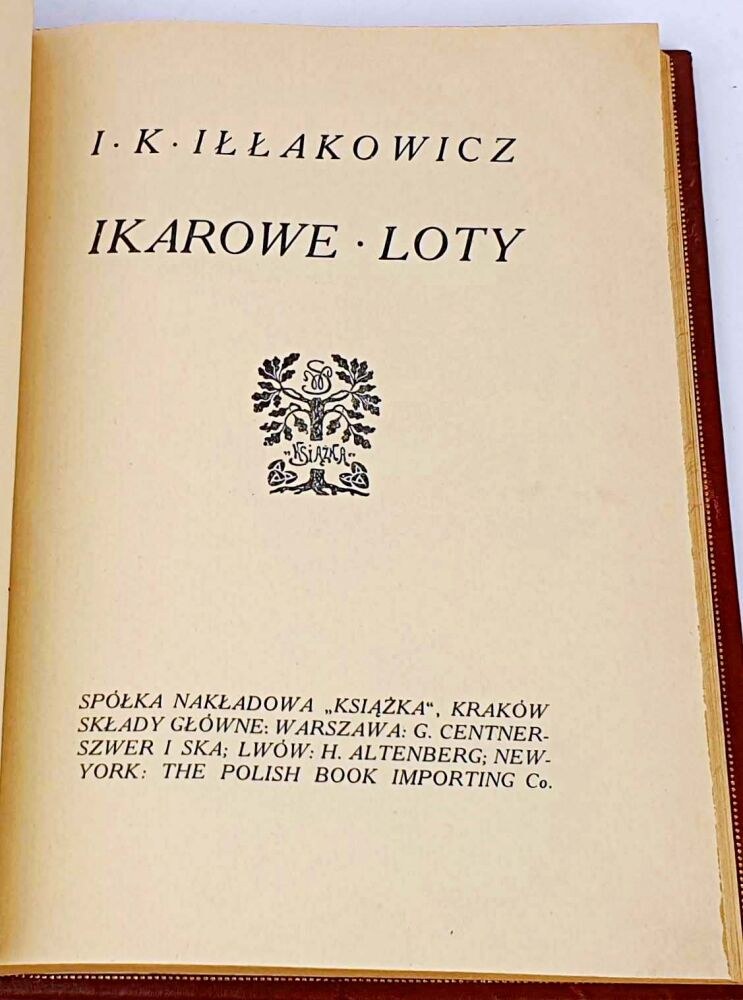 I · K · IŁŁAKOWICZ
IKAROWE · LOTY
„KSIĄŻKA”
SPÓŁKA NAKŁADOWA „KSIĄŻKA“, KRAKÓW
SKŁADY GŁÓWNE: WARSZAWA: G. CENTNER-
SZWER I SKA; LWÓW: H. ALTENBERG; NEW-
YORK: THE POLISH BOOK IMPORTING Co.